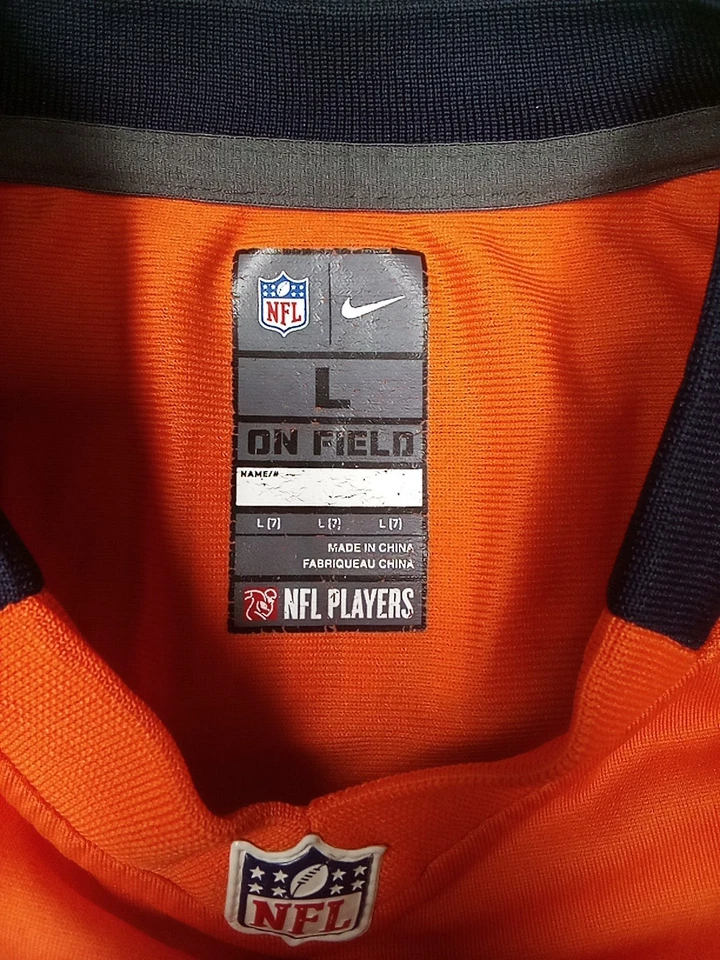 NFL
L
ON FIELD
NAME/#
L (7) L (7) L (7)
MADE IN CHINA
FABRIQUEAU CHINA
NFL PLAYERS
NFL